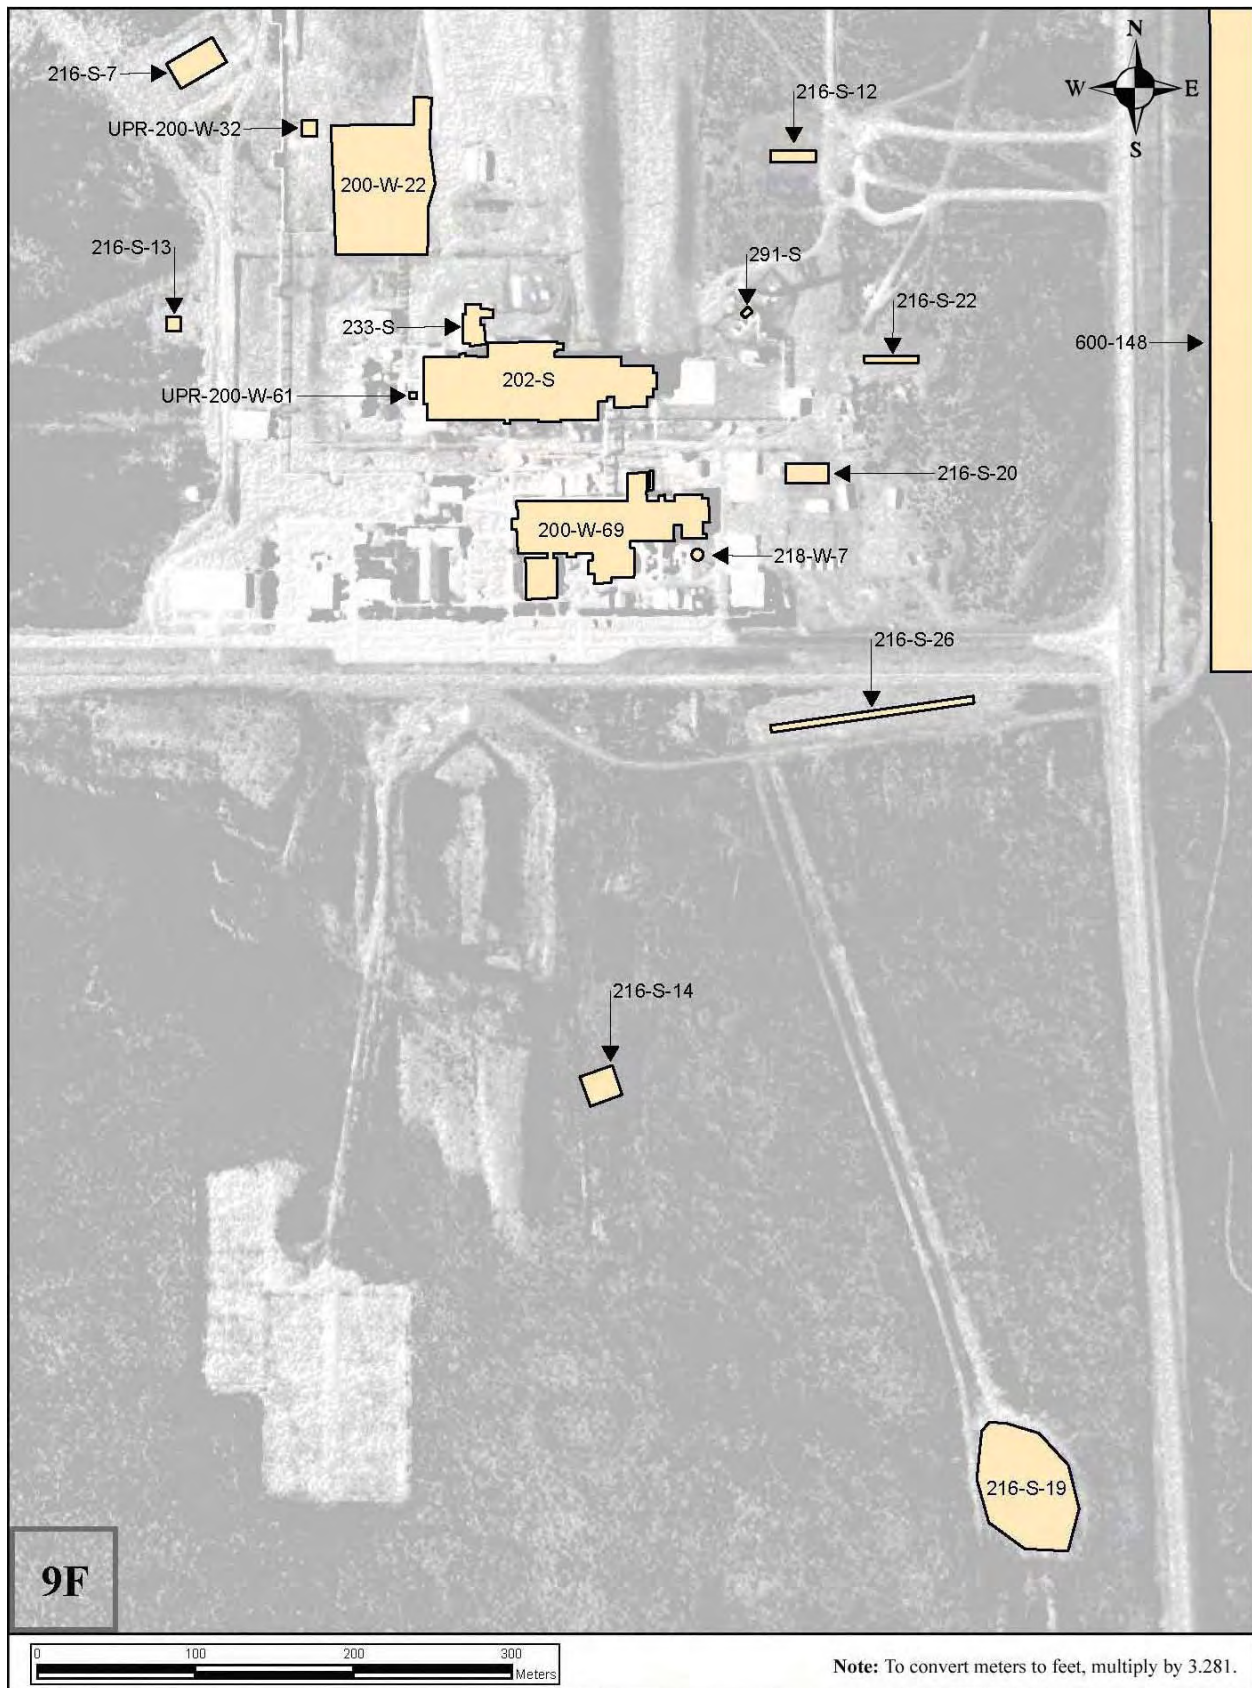 N
216-S-7
216-S-12
W E
UPR-200-W-32
S
200-W-22
216-S-13
291-S
216-S-22
233-S
600-148
202-S
UPR-200-W-61
216-S-20
200-W-69
218-W-7
216-S-26
216-S-14
216-S-19
9F
0 100 200 300
Meters
Note: To convert meters to feet, multiply by 3.281.